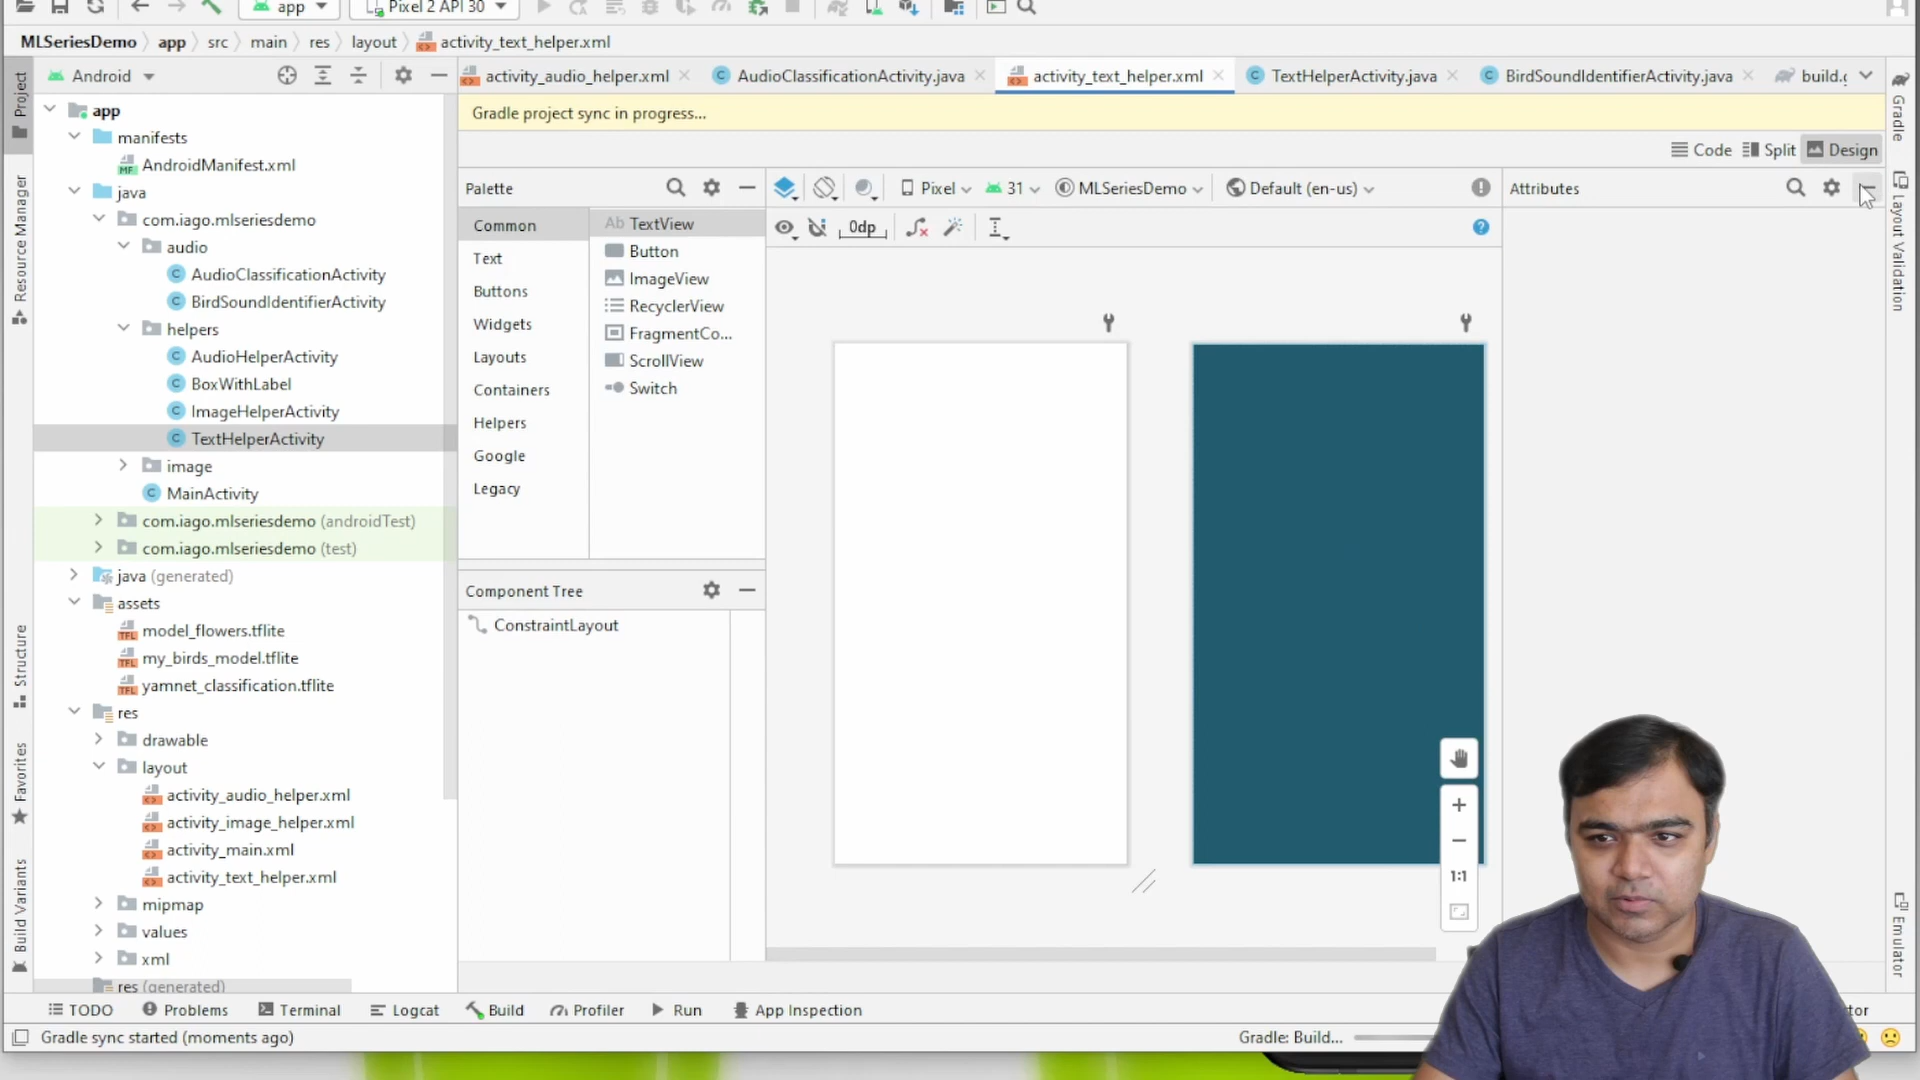 app
Pixel 2 API 30
MLSeriesDemo app src main res layout activity_text_helper.xml
Project
Android
activity_audio_helper.xml
AudioClassificationActivity.java
activity_text_helper.xml
TextHelperActivity.java
BirdSoundIdentifierActivity.java
build.g
Gradle project sync in progress...
Code
Split
Design
app
manifests
AndroidManifest.xml
java
com.iago.mlseriesdemo
audio
AudioClassificationActivity
BirdSoundIdentifierActivity
helpers
AudioHelperActivity
BoxWithLabel
ImageHelperActivity
TextHelperActivity
image
MainActivity
com.iago.mlseriesdemo (androidTest)
com.iago.mlseriesdemo (test)
java (generated)
assets
model_flowers.tflite
my_birds_model.tflite
yamnet_classification.tflite
res
drawable
layout
activity_audio_helper.xml
activity_image_helper.xml
activity_main.xml
activity_text_helper.xml
mipmap
values
xml
res (generated)
Resource Manager
Structure
Favorites
Build Variants
Palette
Common
Text
Buttons
Widgets
Layouts
Containers
Helpers
Google
Legacy
Ab TextView
Button
ImageView
RecyclerView
FragmentCo...
ScrollView
Switch
Component Tree
ConstraintLayout
Pixel
31
MLSeriesDemo
Default (en-us)
0dp
1:1
Attributes
Gradle
Layout Validation
Emulator
TODO
Problems
Terminal
Logcat
Build
Profiler
Run
App Inspection
tor
Gradle sync started (moments ago)
Gradle: Build...